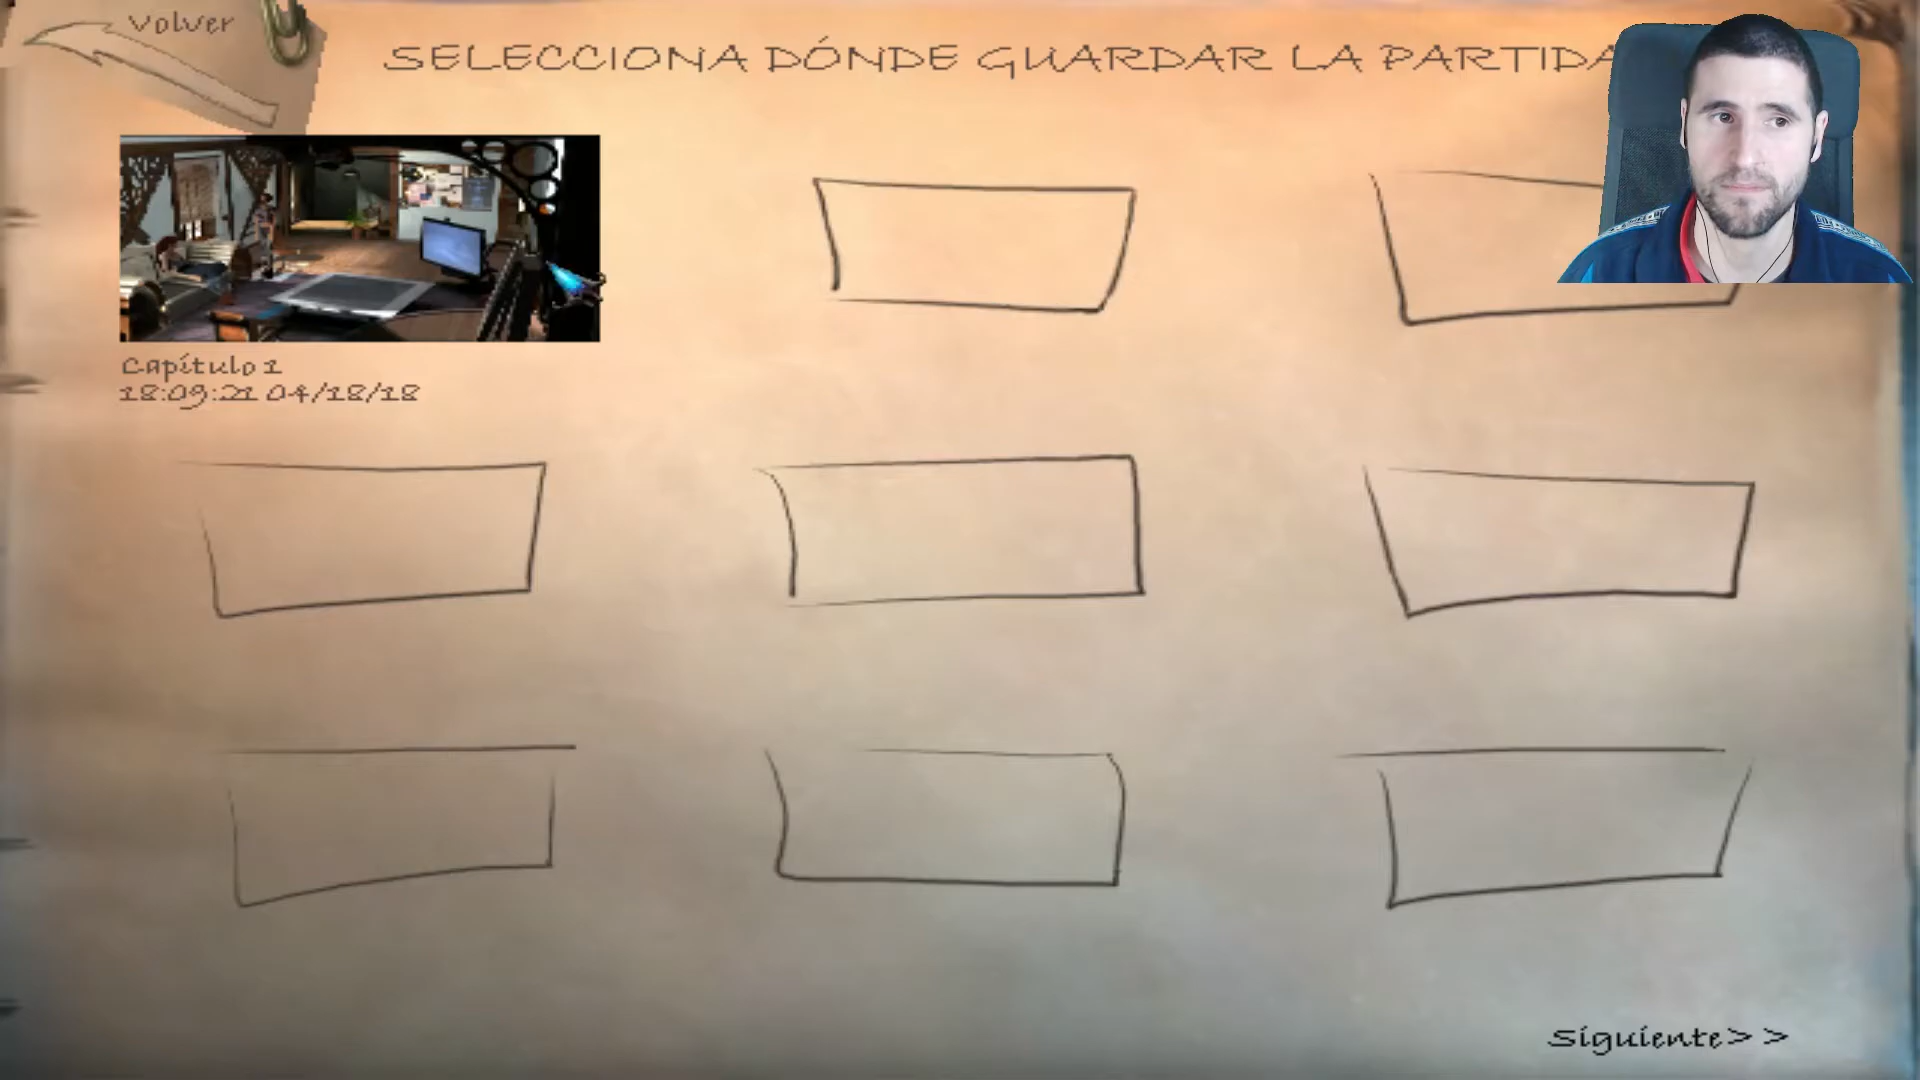 Volver
SELECCIONA DÓNDE GUARDAR LA PARTIDA
Capítulo 1
18:09:21 04/18/18
Siguiente>>